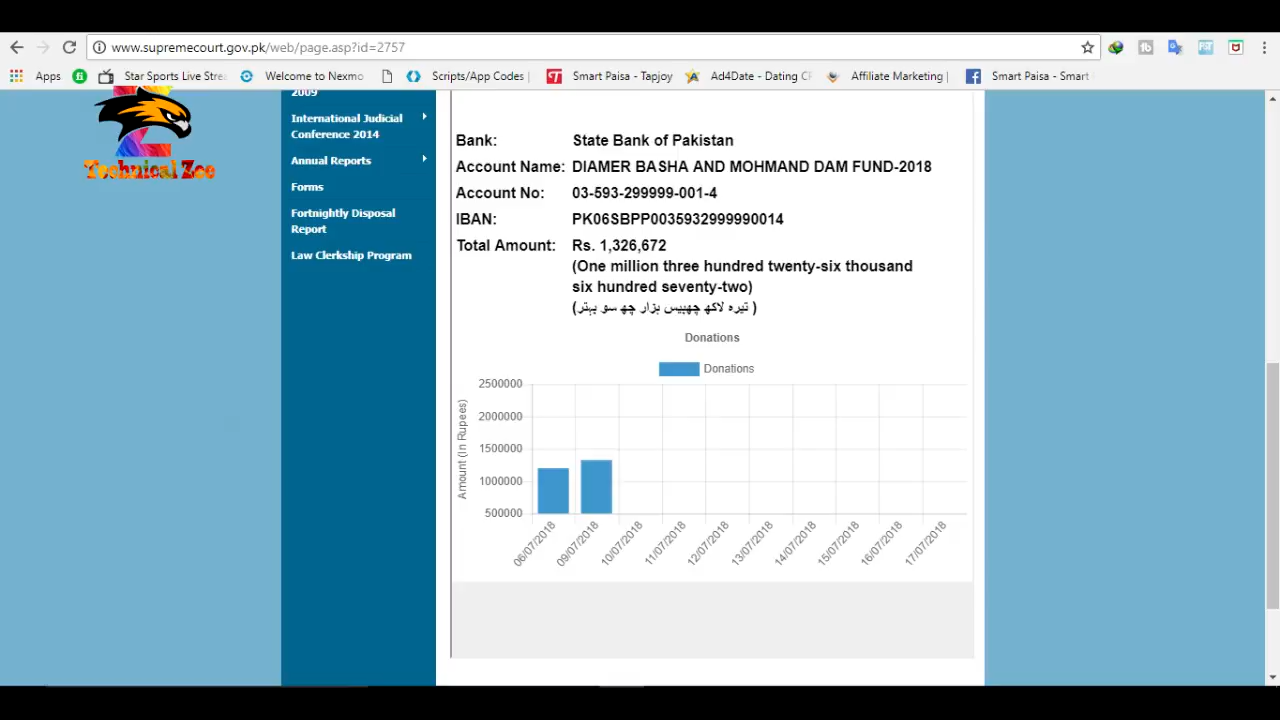 www.supremecourt.gov.pk/web/page.asp?id=2757
Apps
Star Sports Live Stre
Welcome to Nexmo
Scripts/App Codes |
Smart Paisa - Tapjoy
Ad4Date - Dating C
Affiliate Marketing |
Smart Paisa - Smart
2009
International Judicial
Conference 2014
Annual Reports
Forms
Fortnightly Disposal
Report
Law Clerkship Program
Technical Zee
Bank: State Bank of Pakistan
Account Name: DIAMER BASHA AND MOHMAND DAM FUND-2018
Account No: 03-593-299999-001-4
IBAN: PK06SBPP0035932999990014
Total Amount: Rs. 1,326,672
(One million three hundred twenty-six thousand
six hundred seventy-two)
( تیرہ لاکھ چھبیس ہزار چھ سو بہتر)
Donations
Donations
Amount (In Rupees)
2500000
2000000
1500000
1000000
500000
06/07/2018
09/07/2018
10/07/2018
11/07/2018
12/07/2018
13/07/2018
14/07/2018
15/07/2018
16/07/2018
17/07/2018